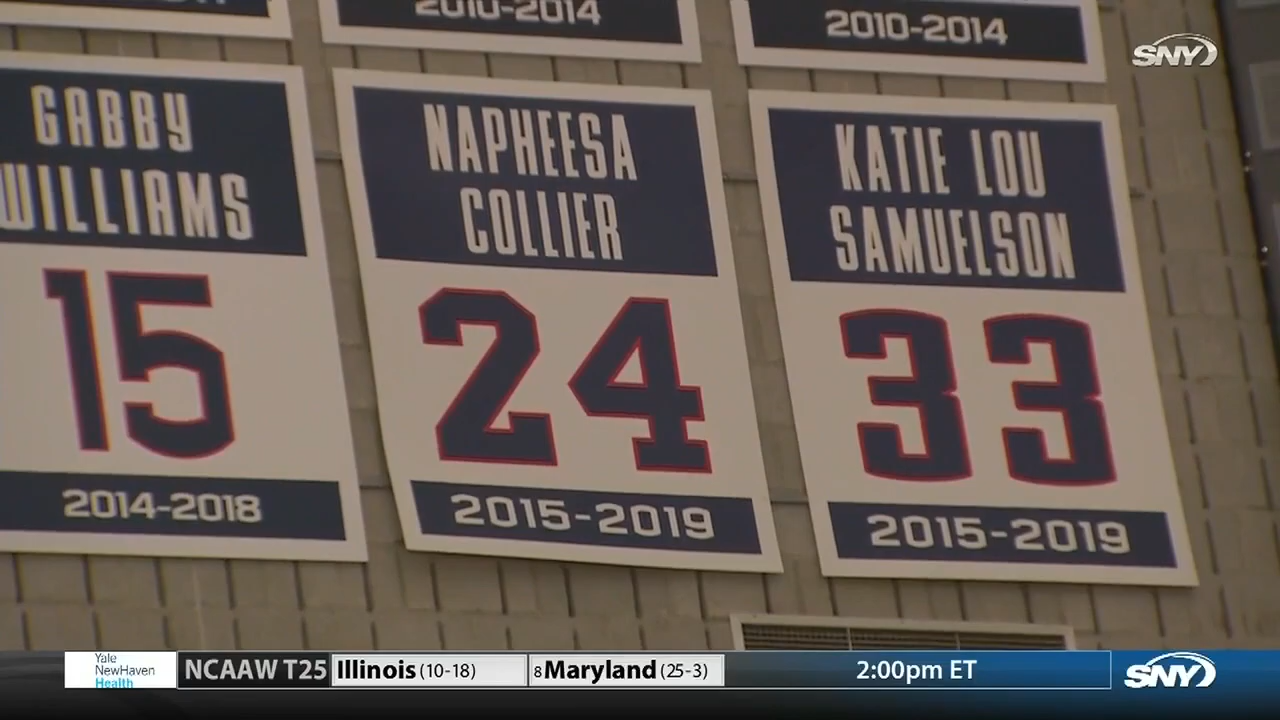 2010-2014
2010-2014
SNY
GABBY
WILLIAMS
15
2014-2018
NAPHEESA
COLLIER
24
2015-2019
KATIE LOU
SAMUELSON
33
2015-2019
Yale
NewHaven
Health
NCAAW T25
Illinois (10-18)
8 Maryland (25-3)
2:00pm ET
SNY